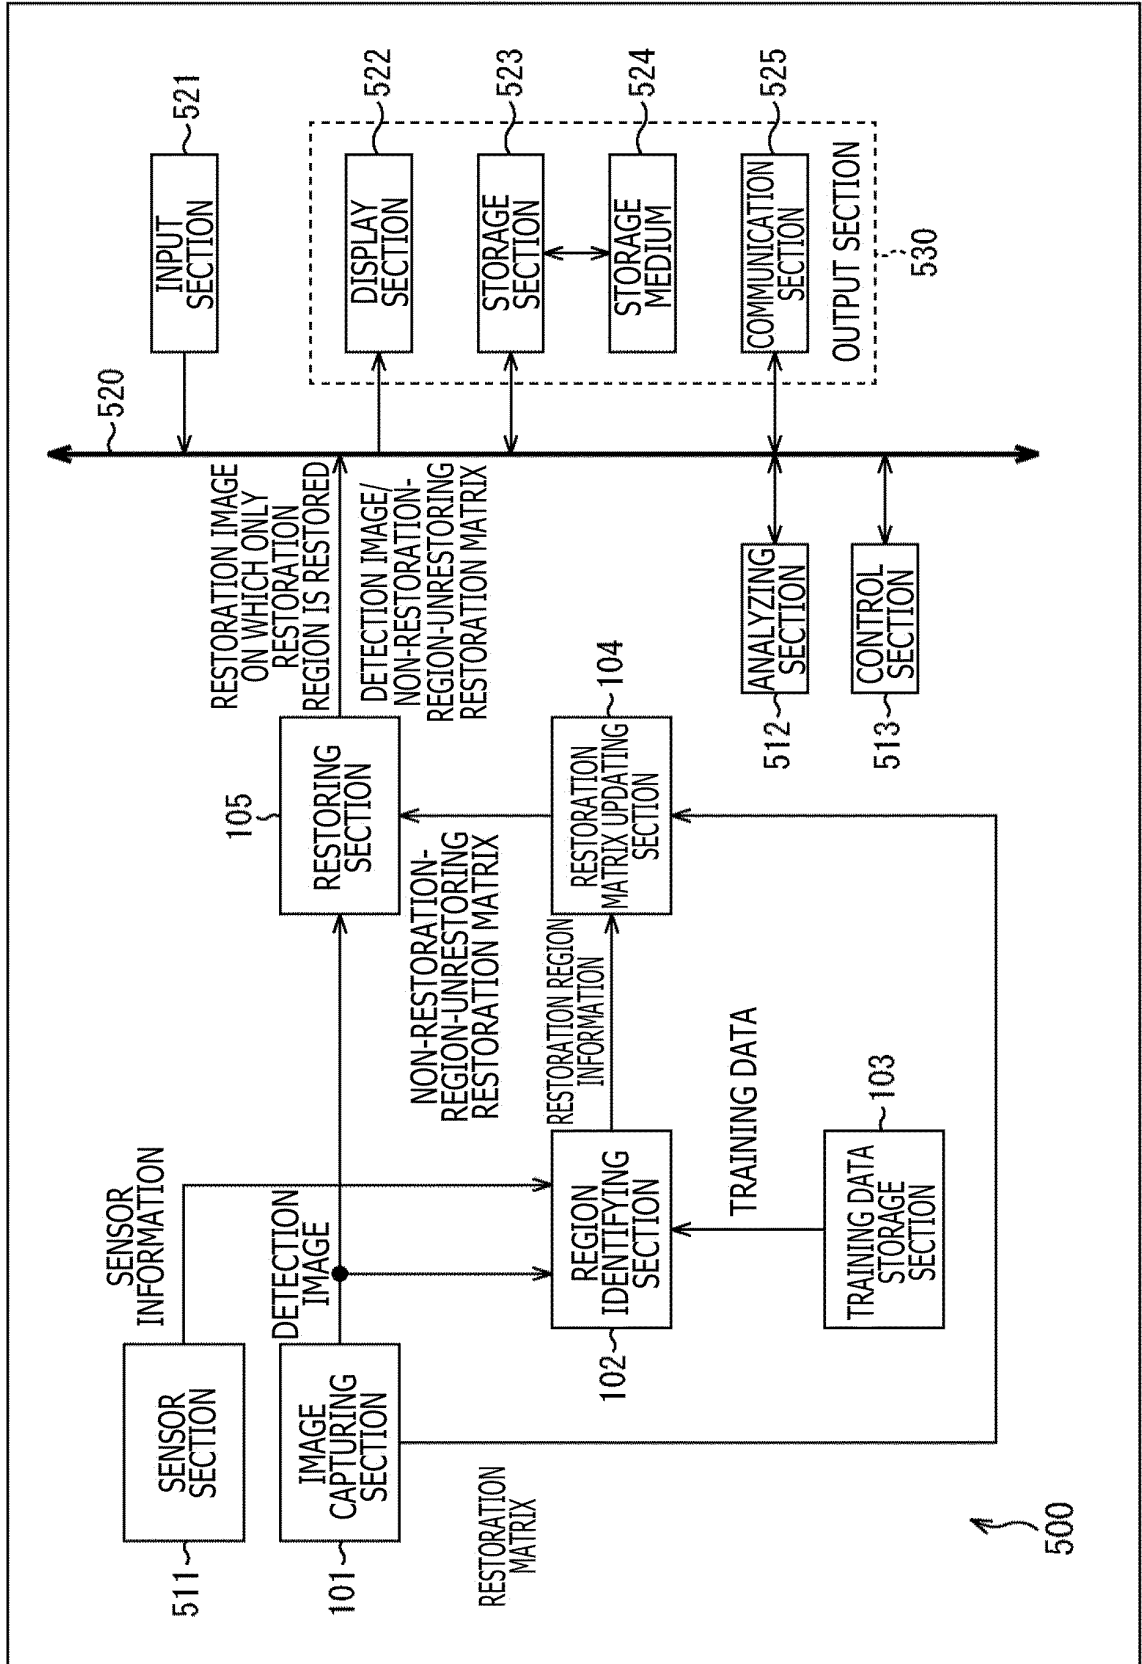 511
SENSOR
SECTION
SENSOR
INFORMATION
101
IMAGE
CAPTURING
SECTION
DETECTION
IMAGE
RESTORATION
MATRIX
102
REGION
IDENTIFYING
SECTION
TRAINING DATA
TRAINING DATA
STORAGE
SECTION
103
RESTORATION REGION
INFORMATION
NON-RESTORATION-
REGION-UNRESTORING
RESTORATION MATRIX
105
RESTORING
SECTION
RESTORATION
MATRIX UPDATING
SECTION
104
RESTORATION IMAGE
ON WHICH ONLY
RESTORATION
REGION IS RESTORED
DETECTION IMAGE/
NON-RESTORATION-
REGION-UNRESTORING
RESTORATION MATRIX
512
ANALYZING
SECTION
513
CONTROL
SECTION
520
INPUT
SECTION
521
DISPLAY
SECTION
522
STORAGE
SECTION
523
STORAGE
MEDIUM
524
COMMUNICATION
SECTION
525
OUTPUT SECTION
530
500